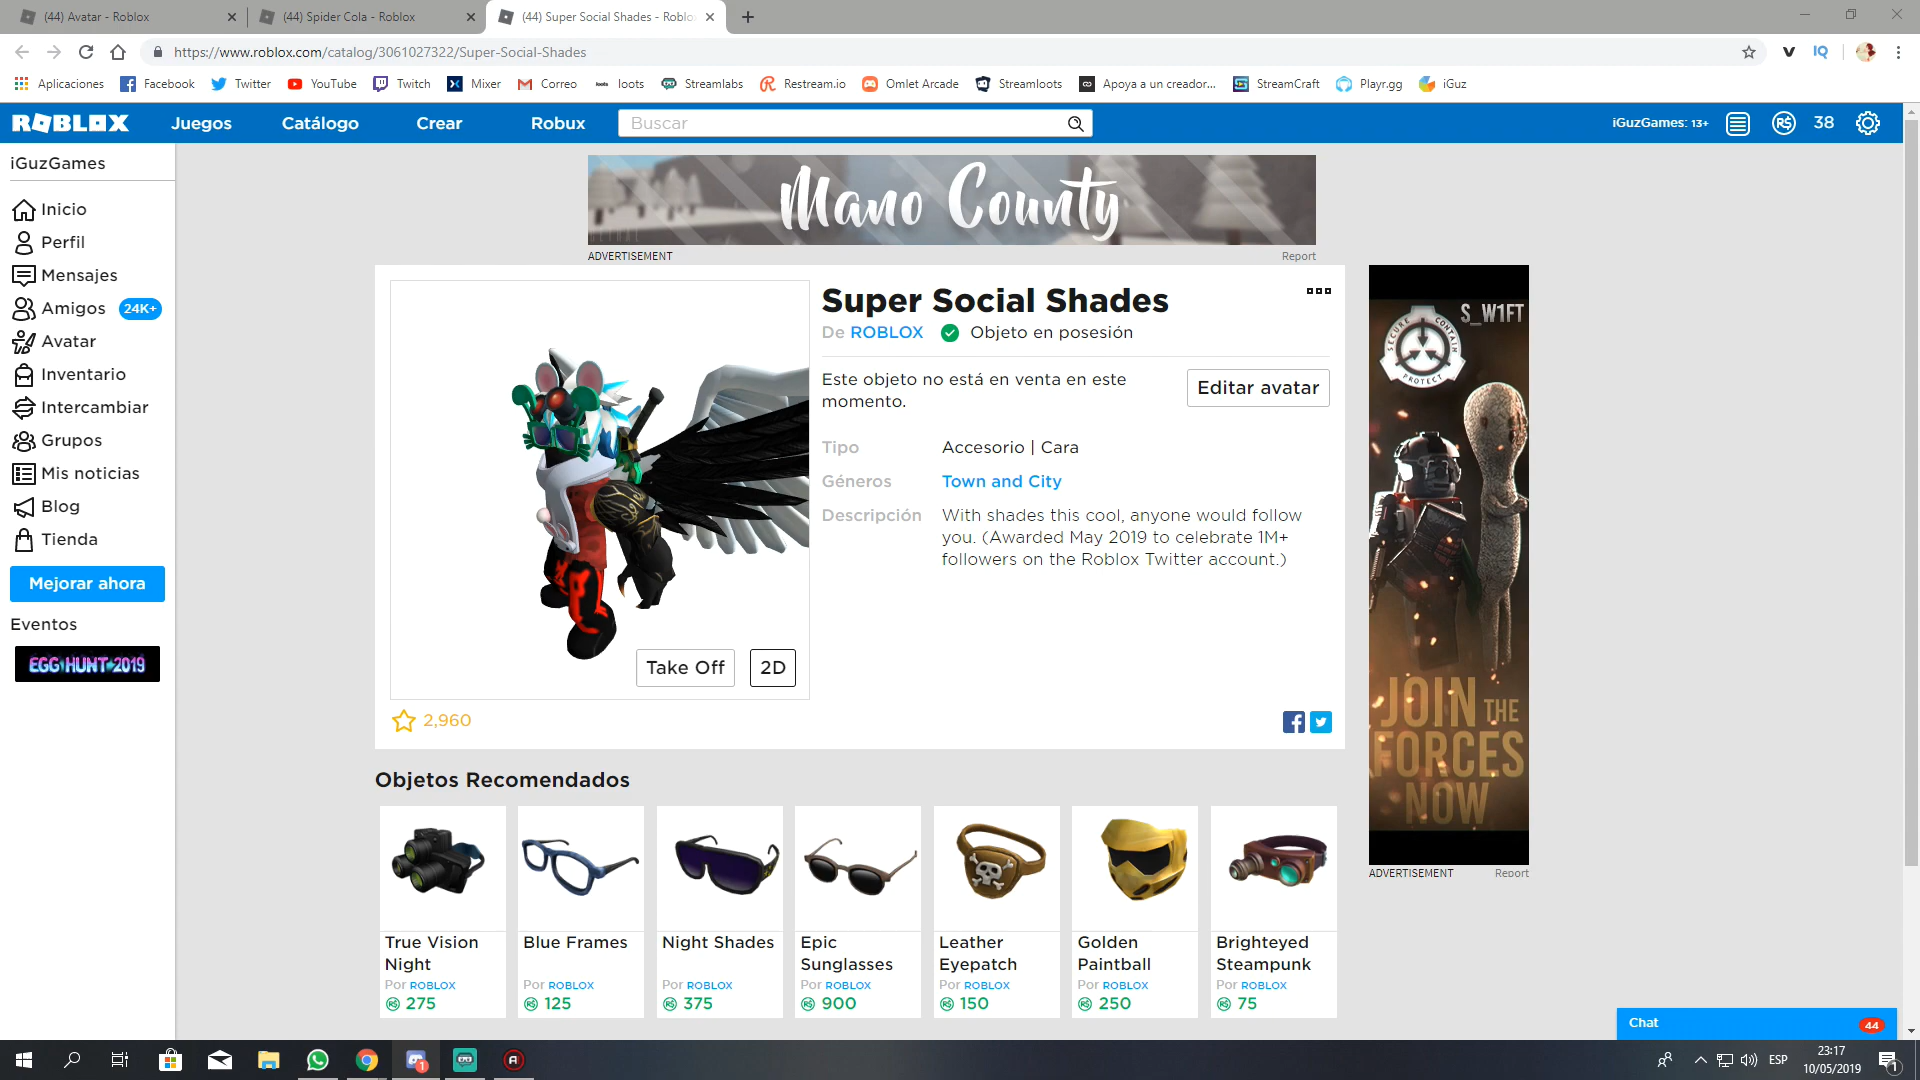 (44) Avatar - Roblox
(44) Spider Cola - Roblox
(44) Super Social Shades - Roblo
https://www.roblox.com/catalog/3061027322/Super-Social-Shades
IQ
Aplicaciones Facebook Twitter YouTube Twitch Mixer Correo loots Streamlabs Restream.io Omlet Arcade Streamloots Apoya a un creador... StreamCraft Playr.gg iGuz
ROBLOX Juegos Catálogo Crear Robux Buscar iGuzGames: 13+ R$ 38
iGuzGames
Inicio
Perfil
Mensajes
Amigos 24K+
Avatar
Inventario
Intercambiar
Grupos
Mis noticias
Blog
Tienda
Mejorar ahora
Eventos
EGG HUNT 2019
Mano County
ADVERTISEMENT Report
Super Social Shades
De ROBLOX Objeto en posesión
Este objeto no está en venta en este
momento.
Editar avatar
Tipo Accesorio | Cara
Géneros Town and City
Descripción With shades this cool, anyone would follow
you. (Awarded May 2019 to celebrate 1M+
followers on the Roblox Twitter account.)
Take Off 2D
2,960
S_W1FT
SECURE CONTAIN PROTECT
JOIN THE
FORCES
NOW
ADVERTISEMENT Report
Objetos Recomendados
True Vision
Night
Por ROBLOX
R$ 275
Blue Frames
Por ROBLOX
R$ 125
Night Shades
Por ROBLOX
R$ 375
Epic
Sunglasses
Por ROBLOX
R$ 900
Leather
Eyepatch
Por ROBLOX
R$ 150
Golden
Paintball
Por ROBLOX
R$ 250
Brighteyed
Steampunk
Por ROBLOX
R$ 75
Chat 44
1
ESP
23:17
10/05/2019
1